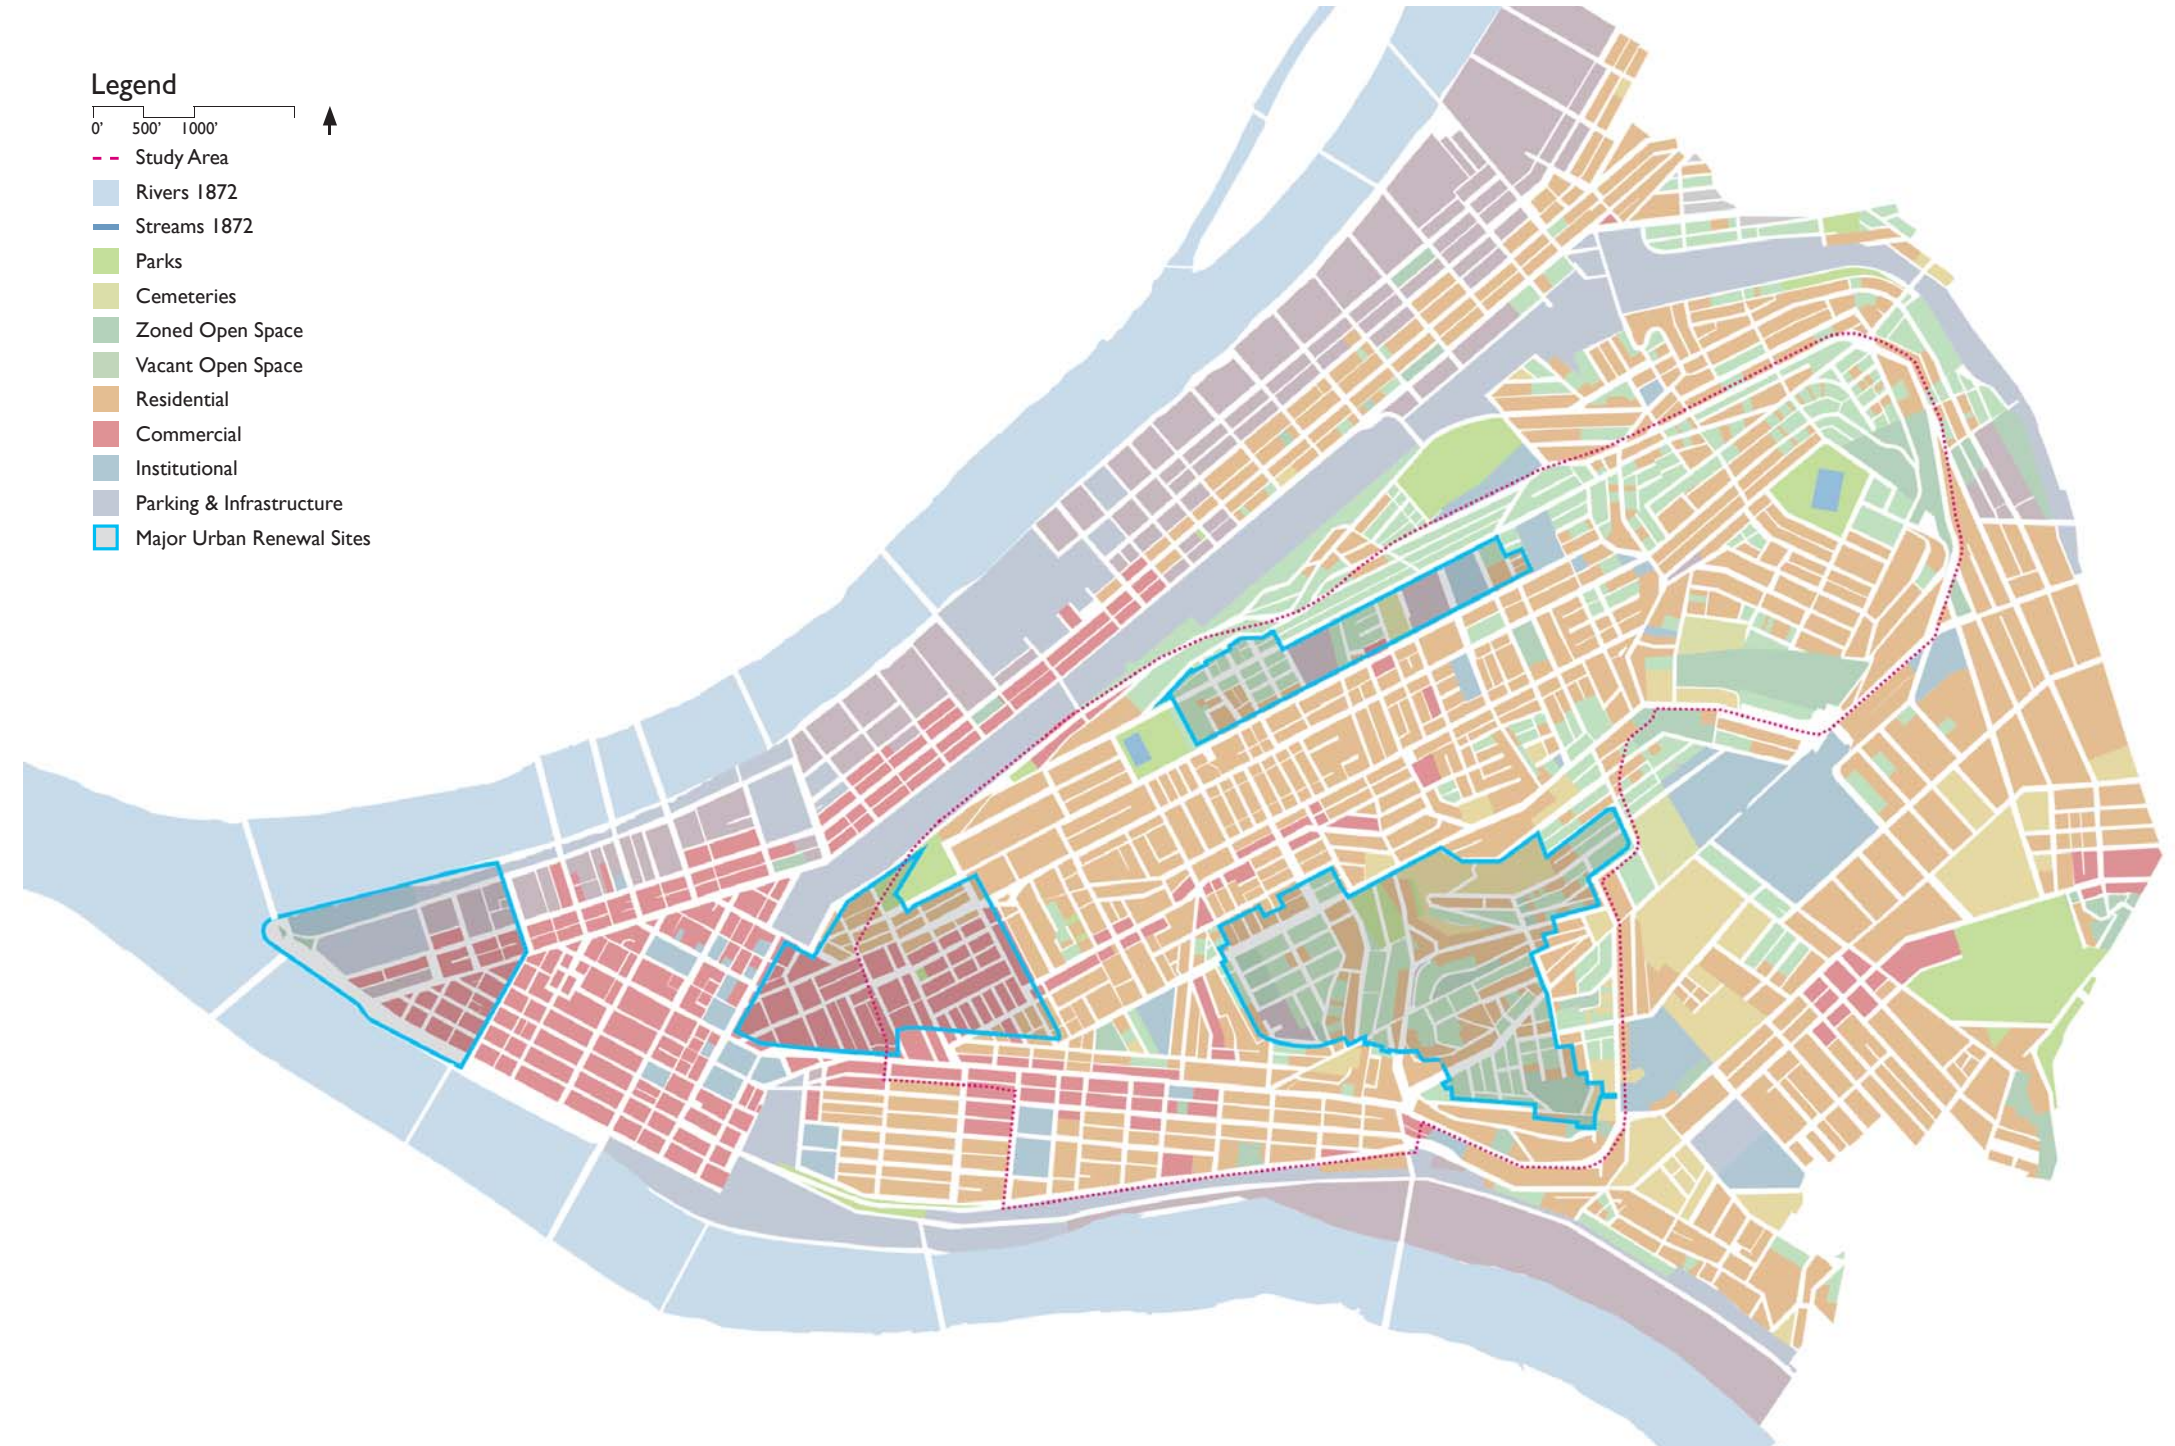 Legend
0' 500' 1000'
Study Area
Rivers 1872
Streams 1872
Parks
Cemeteries
Zoned Open Space
Vacant Open Space
Residential
Commercial
Institutional
Parking & Infrastructure
Major Urban Renewal Sites